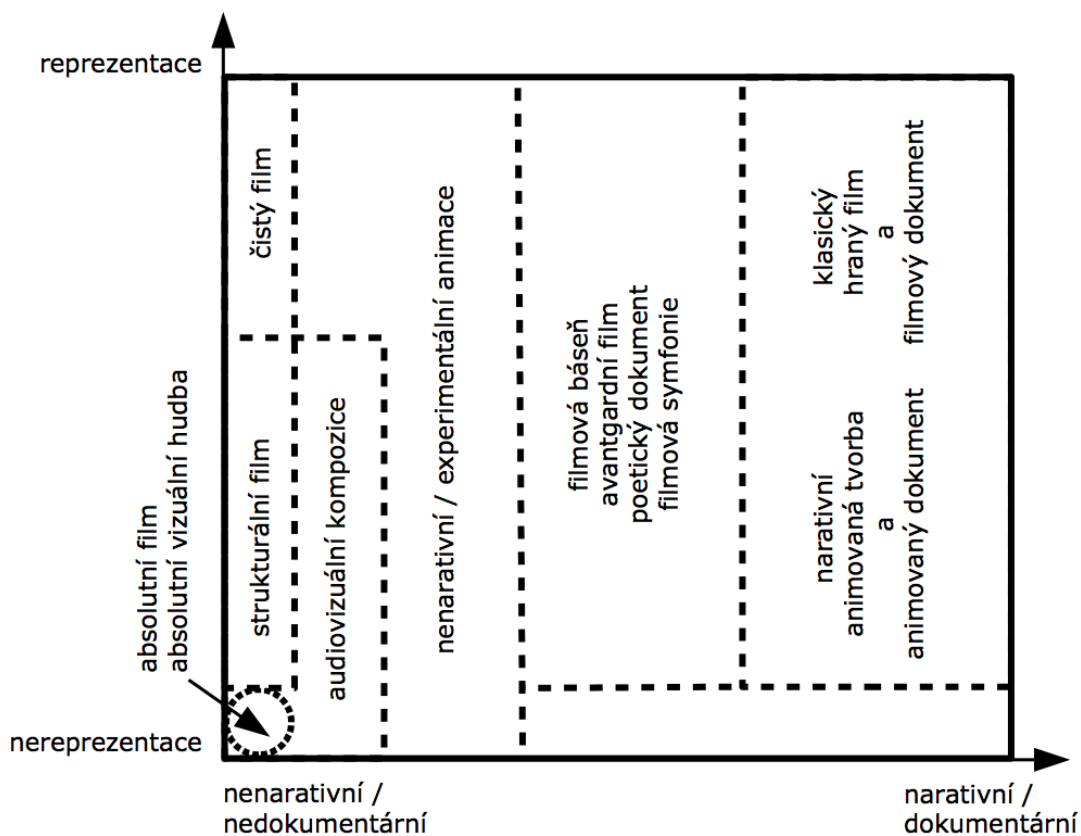 reprezentace
čistý film
strukturální film
audiovizuální kompozice
nenarativní / experimentální animace
filmová báseň
avantgardní film
poetický dokument
filmová symfonie
klasický
hraný film
a
filmový dokument
narativní
animovaná tvorba
a
animovaný dokument
absolutní film
absolutní vizuální hudba
nereprezentace
nenarativní /
nedokumentární
narativní /
dokumentární